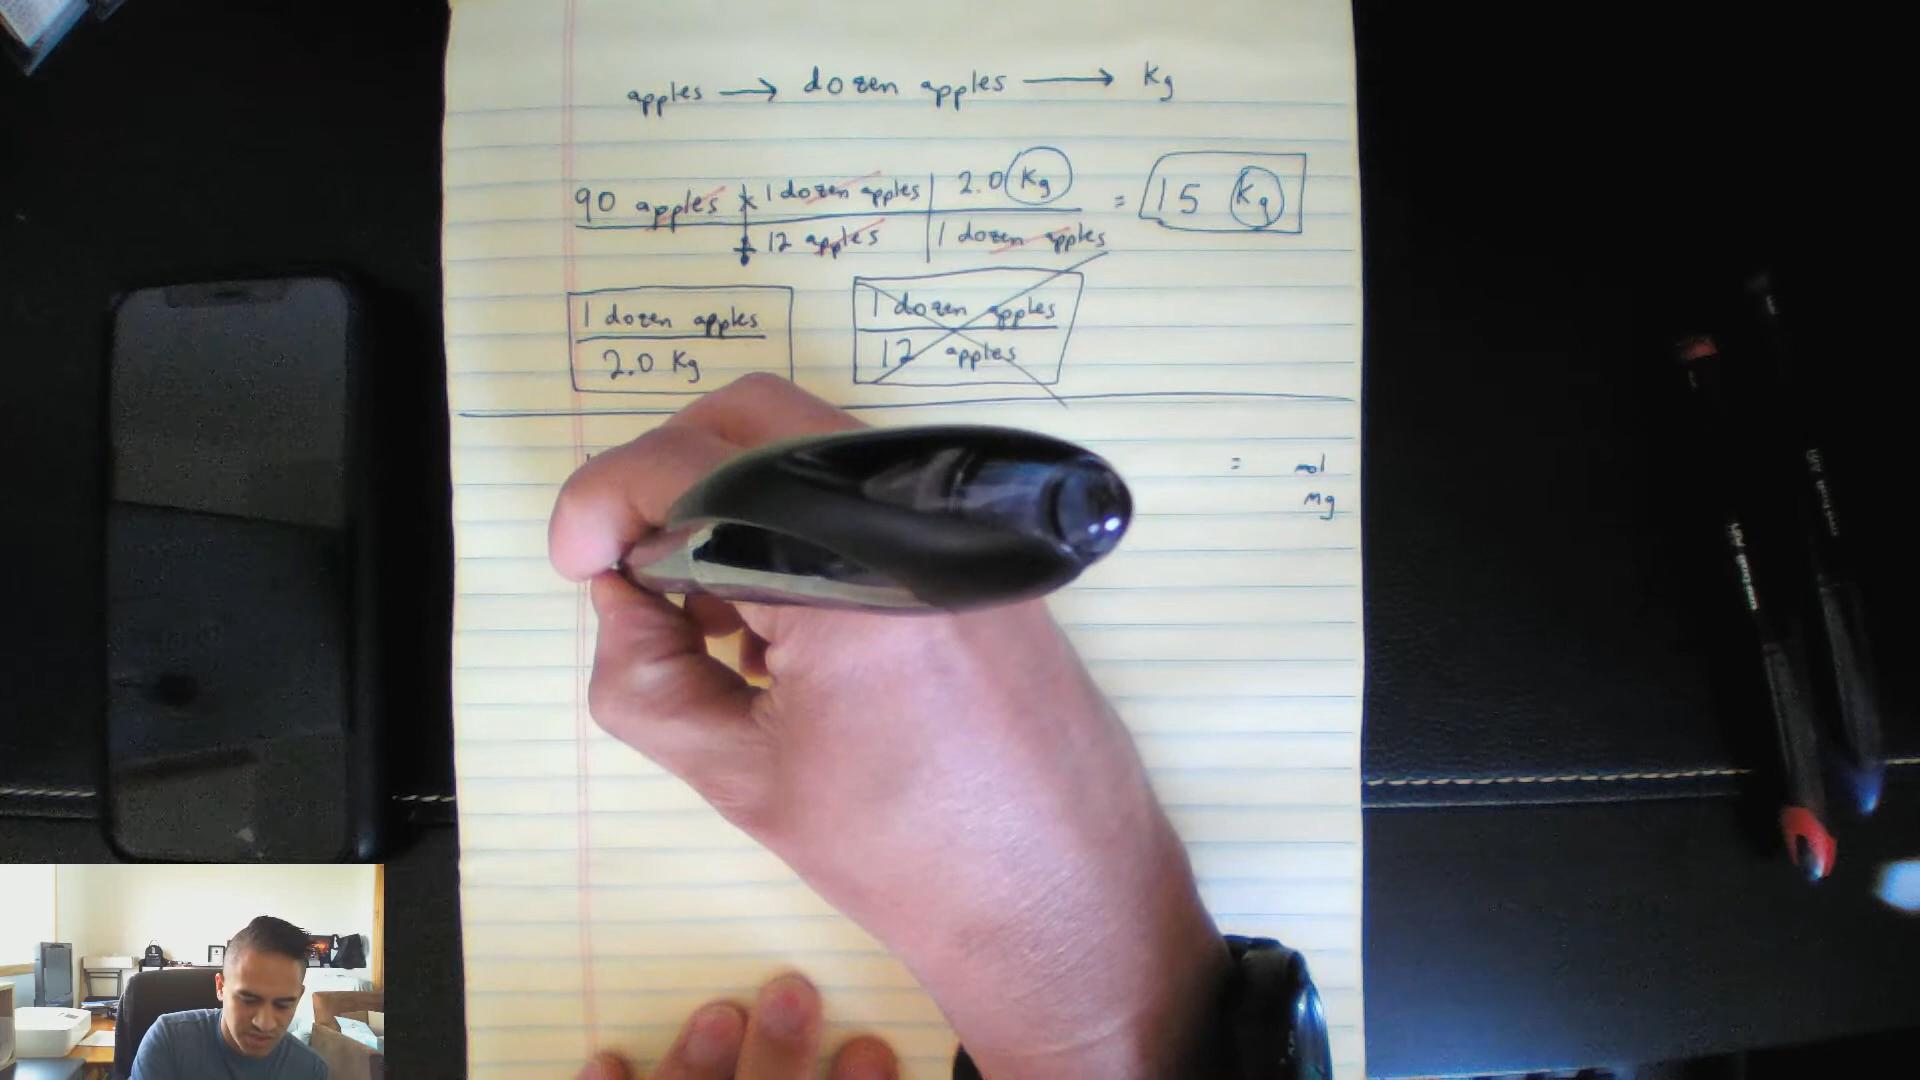 apples → dozen apples → Kg
90 apples x 1 dozen apples | 2.0 Kg = 15 Kg
12 apples | 1 dozen apples
1 dozen apples
2.0 Kg
1 dozen apples
12 apples
= mol
Mg